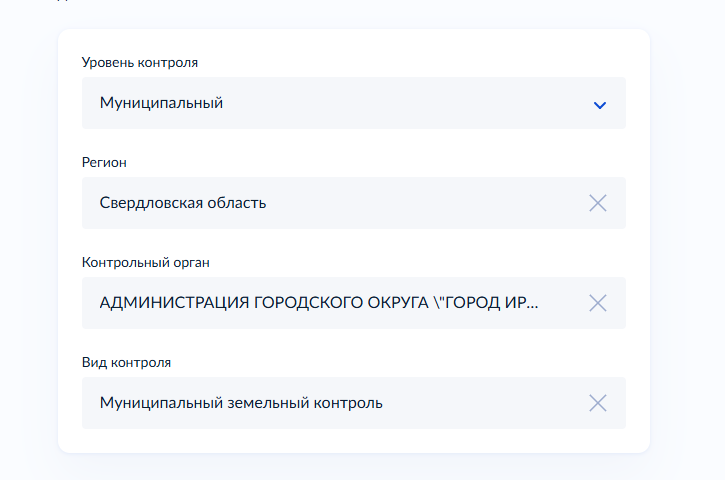 Уровень контроля
Муниципальный
Регион
Свердловская область
Контрольный орган
АДМИНИСТРАЦИЯ ГОРОДСКОГО ОКРУГА \"ГОРОД ИР...
Вид контроля
Муниципальный земельный контроль